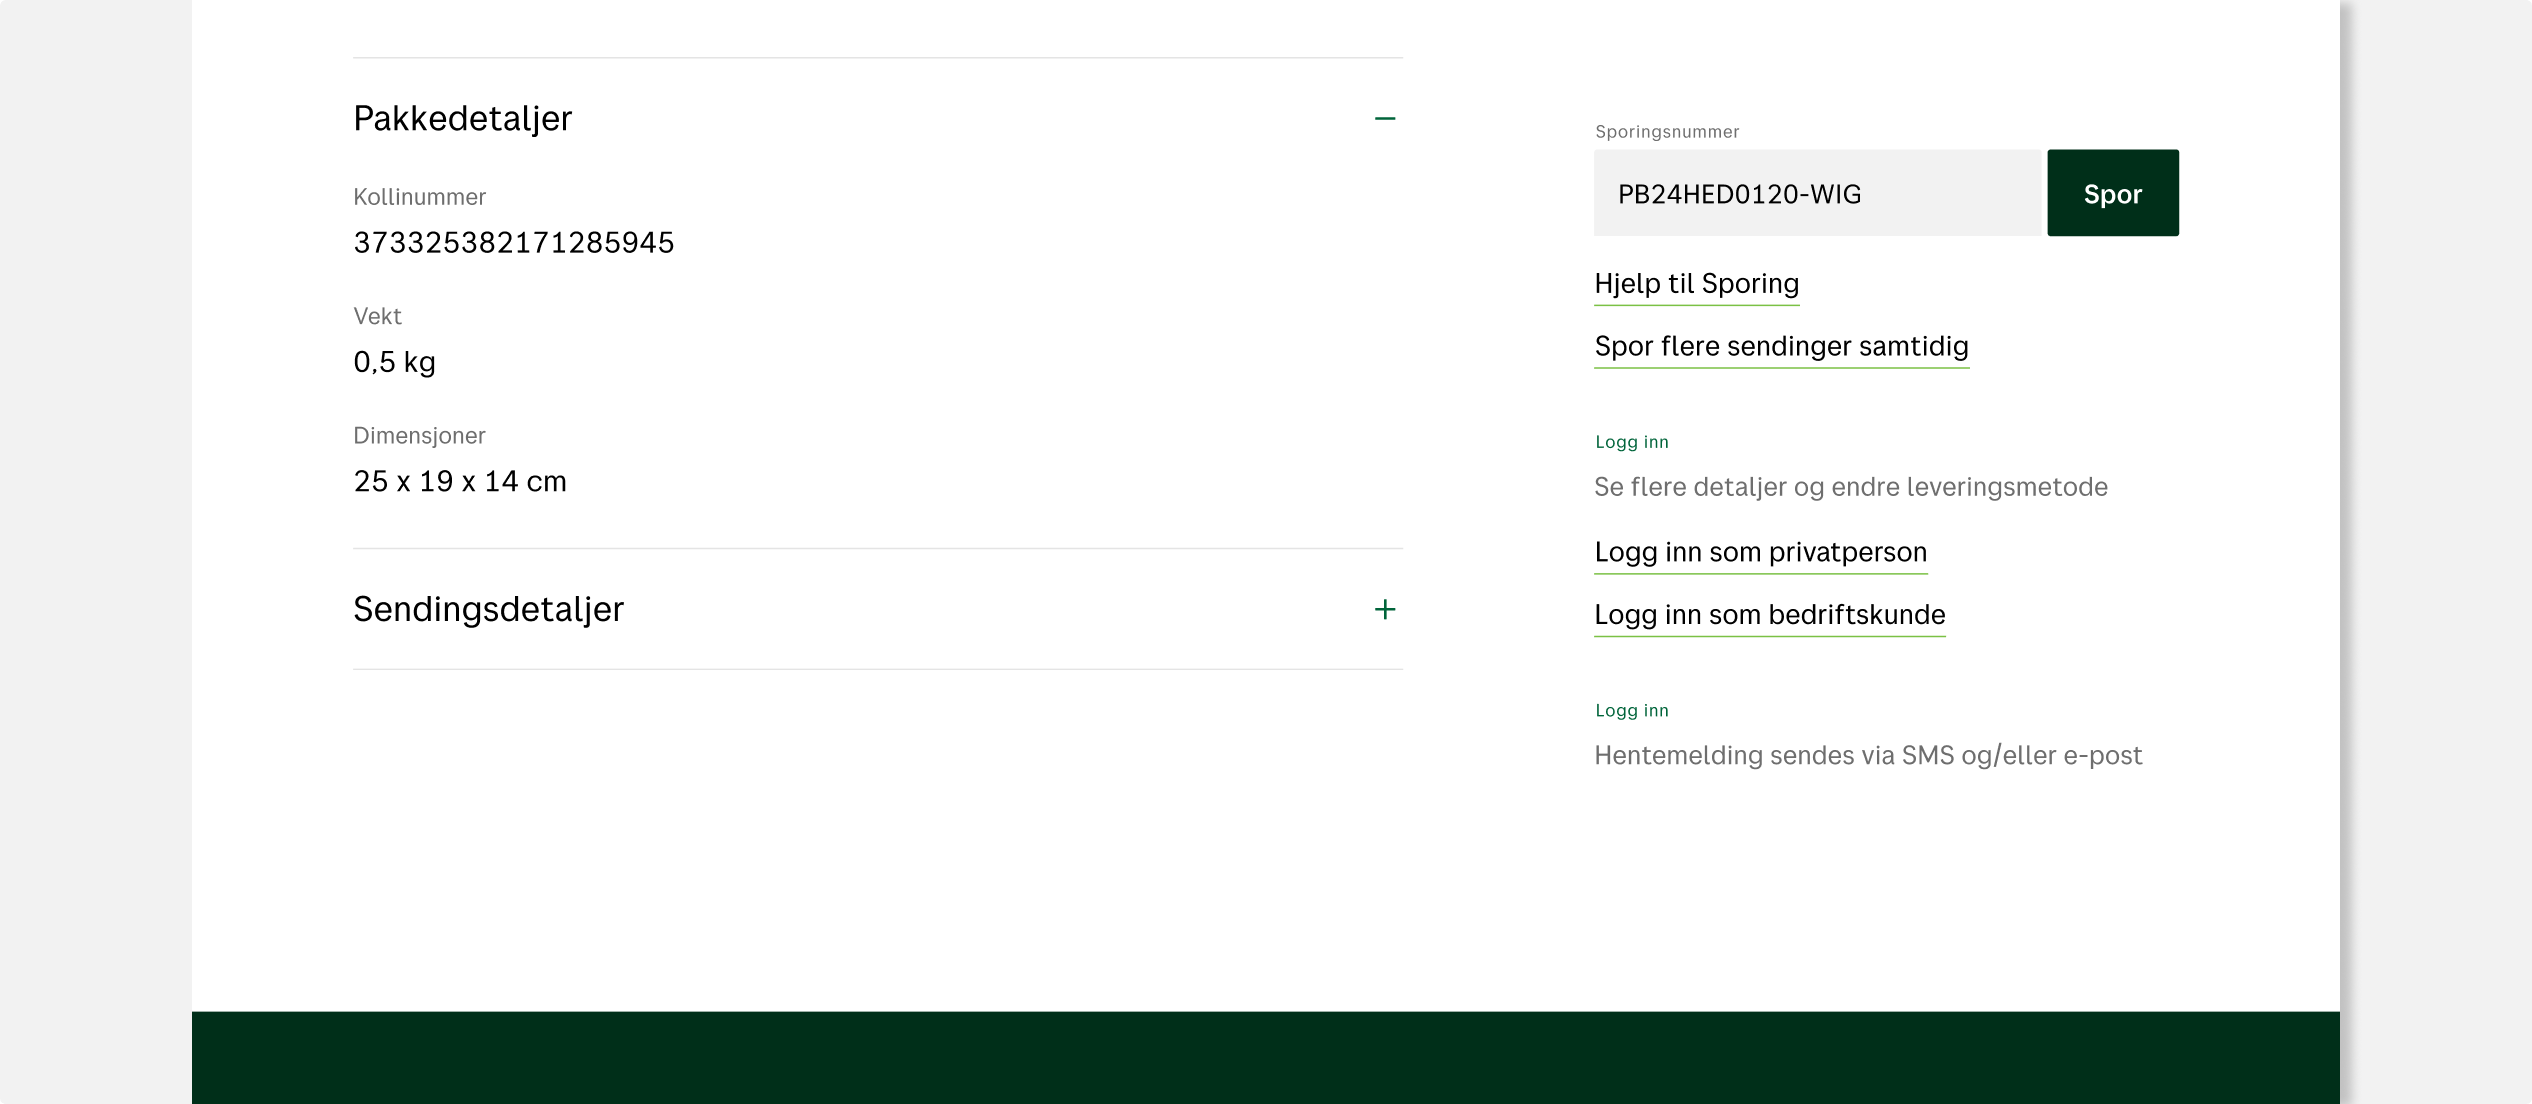 Pakkedetaljer
Kollinummer
373325382171285945
Vekt
0,5 kg
Dimensjoner
25 x 19 x 14 cm
Sendingsdetaljer
Sporingsnummer
PB24HED0120-WIG
Spor
Hjelp til Sporing
Spor flere sendinger samtidig
Logg inn
Se flere detaljer og endre leveringsmetode
Logg inn som privatperson
Logg inn som bedriftskunde
Logg inn
Hentemelding sendes via SMS og/eller e-post